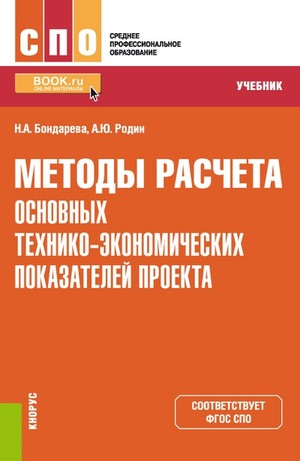 СПО
СРЕДНЕЕ
ПРОФЕССИОНАЛЬНОЕ
ОБРАЗОВАНИЕ
BOOK.ru
ONLINE МАТЕРИАЛЫ
УЧЕБНИК
Н.А. Бондарева, А.Ю. Родин
МЕТОДЫ РАСЧЕТА
ОСНОВНЫХ
ТЕХНИКО-ЭКОНОМИЧЕСКИХ
ПОКАЗАТЕЛЕЙ ПРОЕКТА
СООТВЕТСТВУЕТ
ФГОС СПО
КНОРУС